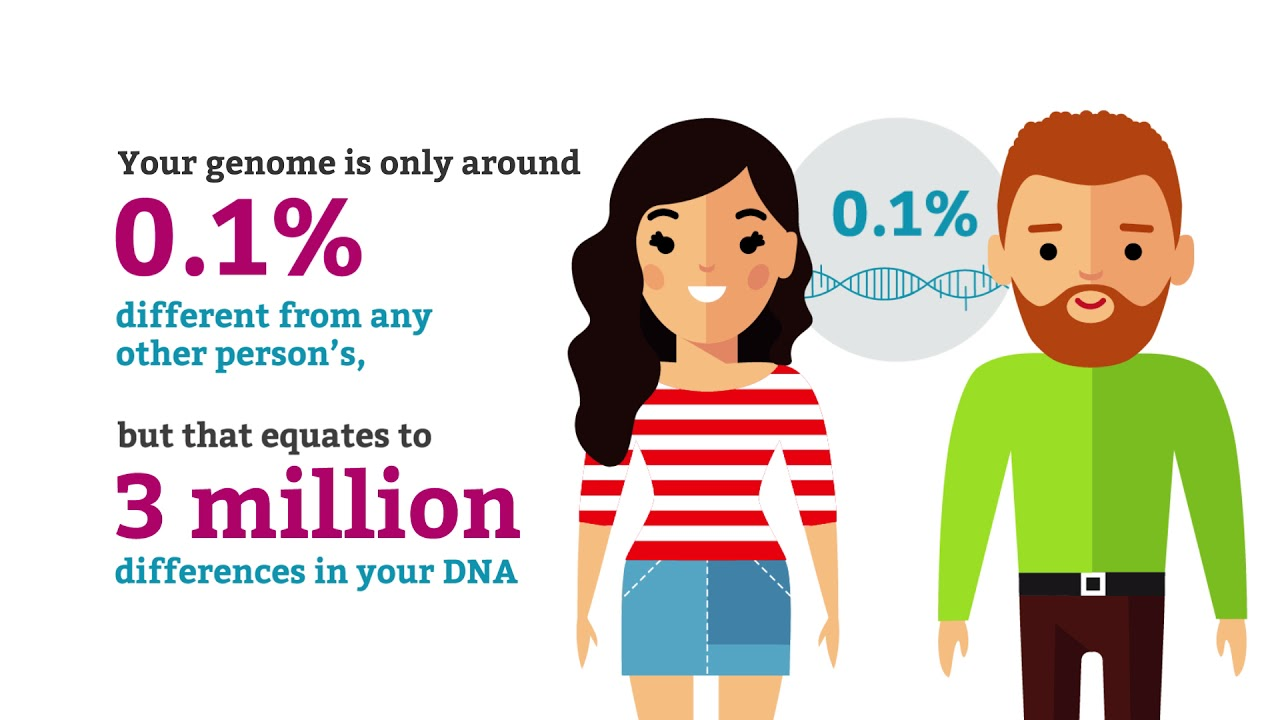 Your genome is only around
0.1%
different from any
other person’s,
but that equates to
3 million
differences in your DNA
0.1%